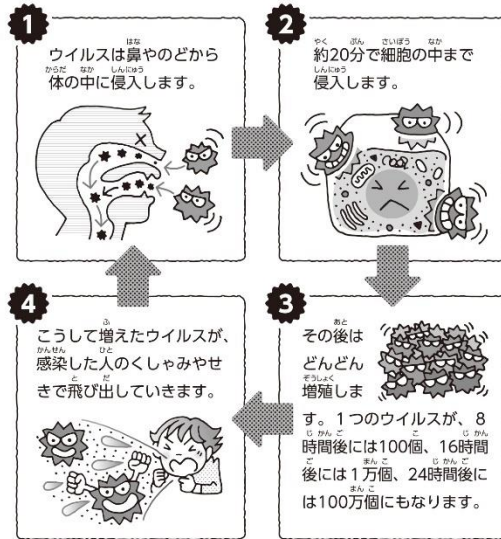 1
ウイルスは鼻やのどから
体の中に侵入します。
2
約20分で細胞の中まで
侵入します。
3
その後は
どんどん
増殖しま
す。1つのウイルスが、8
時間後には100個、16時間
後には1万個、24時間後に
は100万個にもなります。
4
こうして増えたウイルスが、
感染した人のくしゃみやせ
きで飛び出していきます。